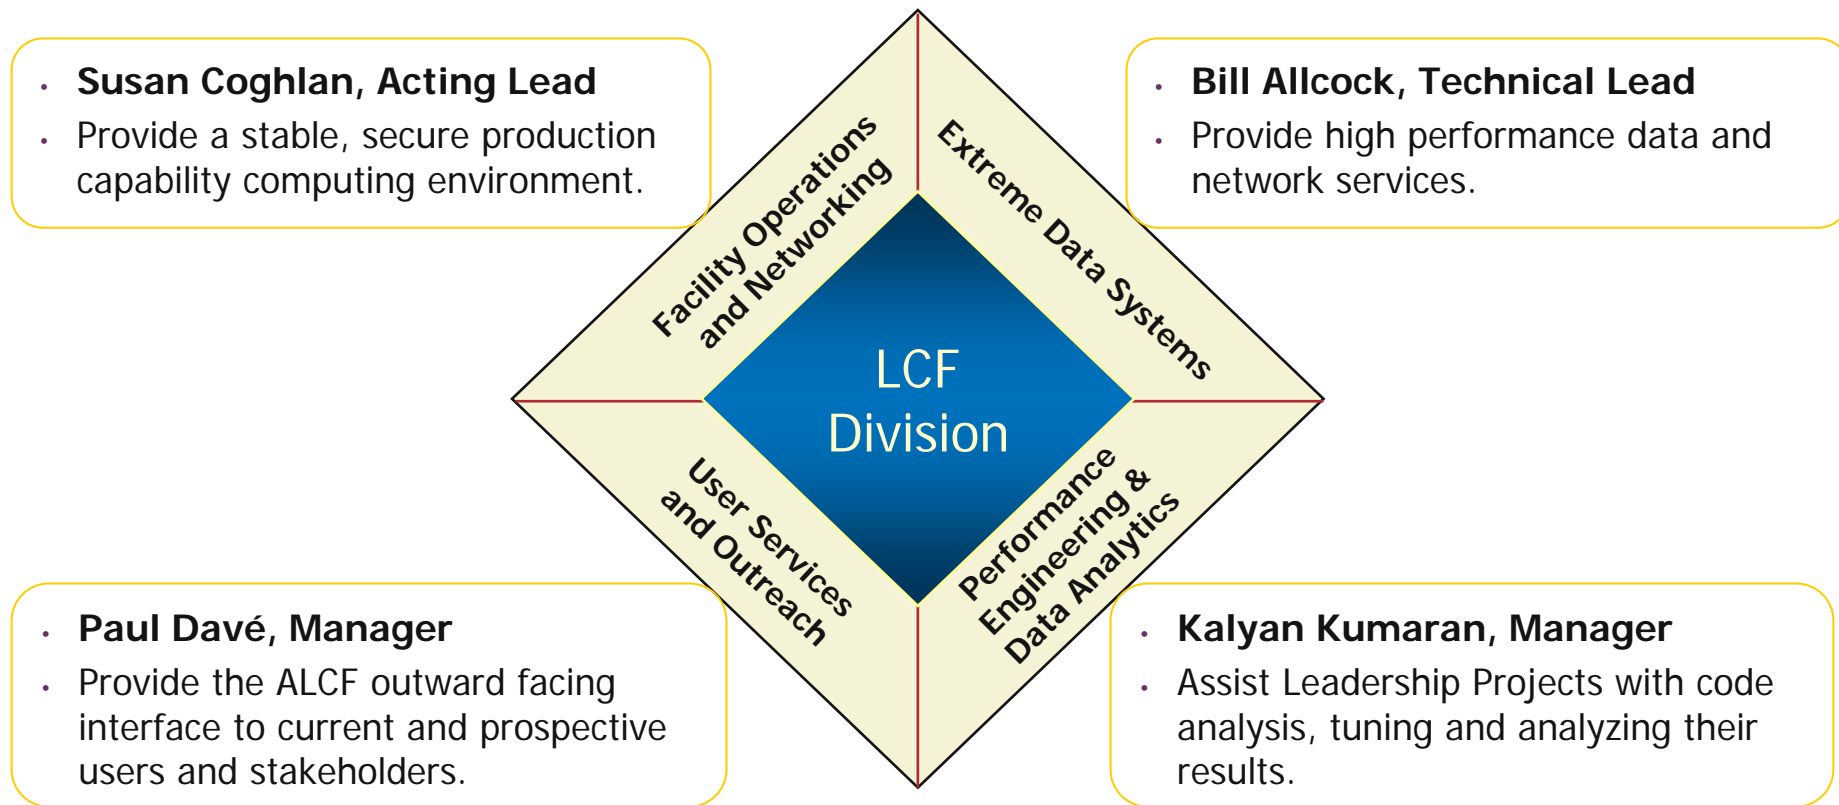 • Susan Coghlan, Acting Lead
• Provide a stable, secure production
capability computing environment.
• Bill Allcock, Technical Lead
• Provide high performance data and
network services.
Facility Operations
and Networking
Extreme Data Systems
LCF
Division
User Services
and Outreach
Performance
Engineering &
Data Analytics
• Paul Davé, Manager
• Provide the ALCF outward facing
interface to current and prospective
users and stakeholders.
• Kalyan Kumaran, Manager
• Assist Leadership Projects with code
analysis, tuning and analyzing their
results.